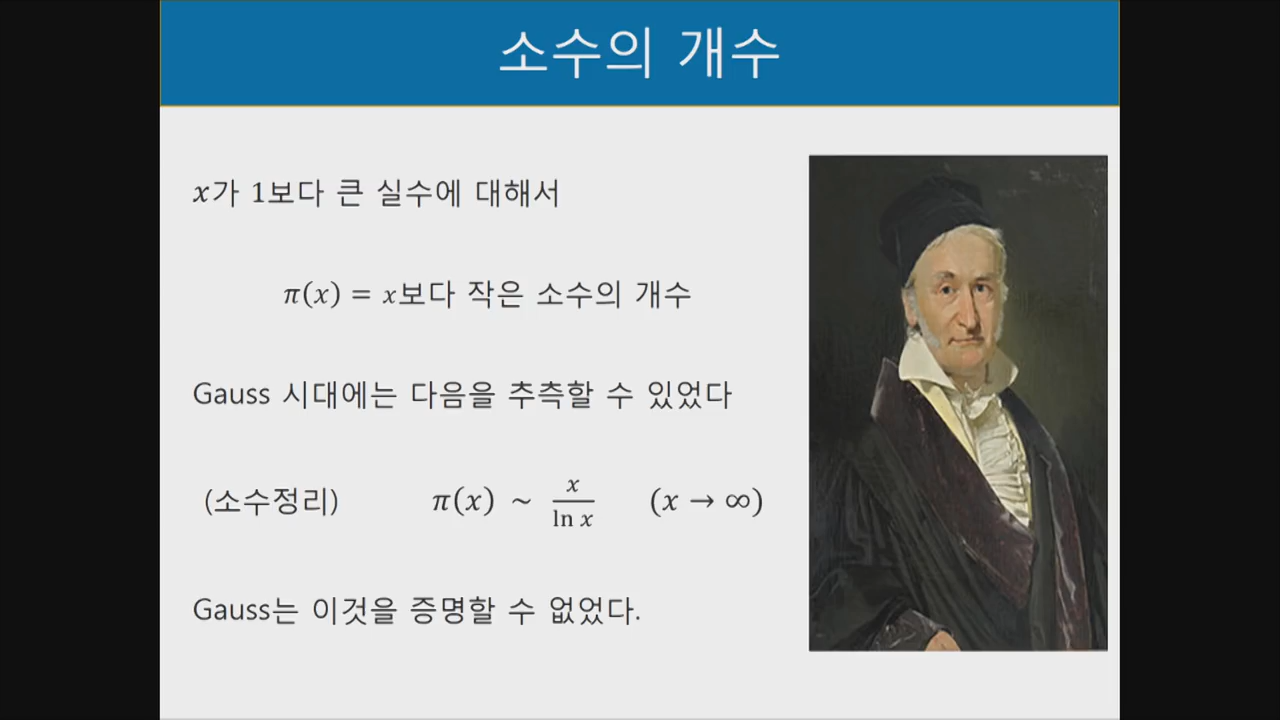 소수의 개수
x가 1보다 큰 실수에 대해서
π(x) = x보다 작은 소수의 개수
Gauss 시대에는 다음을 추측할 수 있었다
(소수정리) π(x) ~ x/ln x (x → ∞)
Gauss는 이것을 증명할 수 없었다.